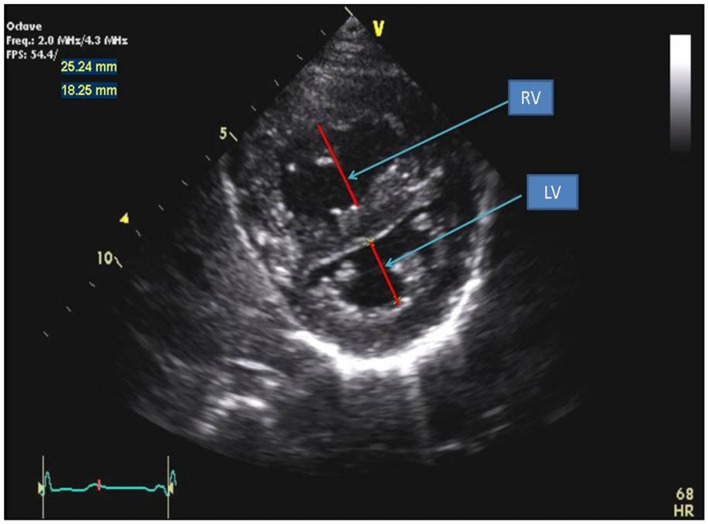 Octave
Freq.: 2.0 MHz/4.3 MHz
FPS: 54.4/
25.24 mm
18.25 mm
V
RV
5
LV
10
68
HR